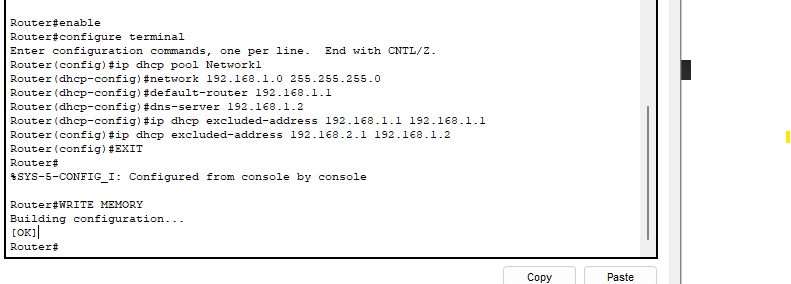 Router#enable
Router#configure terminal
Enter configuration commands, one per line.  End with CNTL/Z.
Router(config)#ip dhcp pool Network1
Router(dhcp-config)#network 192.168.1.0 255.255.255.0
Router(dhcp-config)#default-router 192.168.1.1
Router(dhcp-config)#dns-server 192.168.1.2
Router(dhcp-config)#ip dhcp excluded-address 192.168.1.1 192.168.1.1
Router(config)#ip dhcp excluded-address 192.168.2.1 192.168.1.2
Router(config)#EXIT
Router#
%SYS-5-CONFIG_I: Configured from console by console
Router#WRITE MEMORY
Building configuration...
[OK]
Router#
Copy
Paste